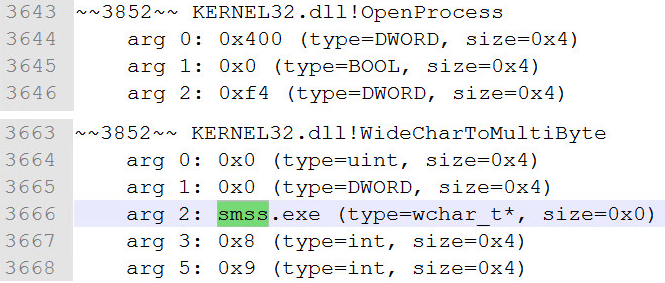 3643 ~~3852~~ KERNEL32.dll!OpenProcess
3644 arg 0: 0x400 (type=DWORD, size=0x4)
3645 arg 1: 0x0 (type=BOOL, size=0x4)
3646 arg 2: 0xf4 (type=DWORD, size=0x4)
3663 ~~3852~~ KERNEL32.dll!WideCharToMultiByte
3664 arg 0: 0x0 (type=uint, size=0x4)
3665 arg 1: 0x0 (type=DWORD, size=0x4)
3666 arg 2: smss.exe (type=wchar_t*, size=0x0)
3667 arg 3: 0x8 (type=int, size=0x4)
3668 arg 5: 0x9 (type=int, size=0x4)